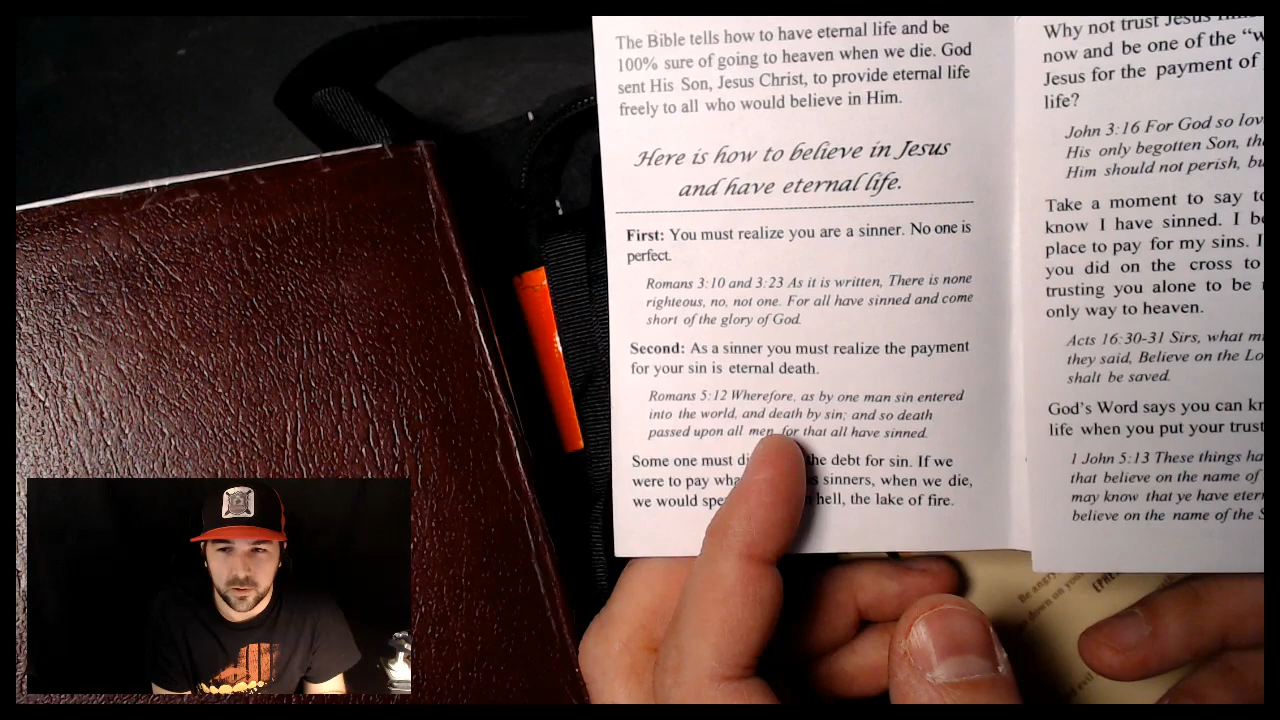 The Bible tells how to have eternal life and be
100% sure of going to heaven when we die. God
sent His Son, Jesus Christ, to provide eternal life
freely to all who would believe in Him.
Here is how to believe in Jesus
and have eternal life.
First: You must realize you are a sinner. No one is
perfect.
Romans 3:10 and 3:23 As it is written, There is none
righteous, no, not one. For all have sinned and come
short of the glory of God.
Second: As a sinner you must realize the payment
for your sin is eternal death.
Romans 5:12 Wherefore, as by one man sin entered
into the world, and death by sin; and so death
passed upon all men, for that all have sinned.
Some one must the debt for sin. If we
were to pay sinners, when we die,
we would hell, the lake of fire.
Why not trust Jesus
now and be one of the
Jesus for the payment of
life?
John 3:16 For God so
His only begotten Son,
Him should not perish,
Take a moment to say
know I have sinned. I
place to pay for my sins. I
you did on the cross to
trusting you alone to be
only way to heaven.
Acts 16:30-31 Sirs, what
they said, Believe on the
shalt be saved.
God's Word says you can
life when you put your trust
1 John 5:13 These things
that believe on the name of
may know that ye have
believe on the name of the
Be angry
down on your
evil